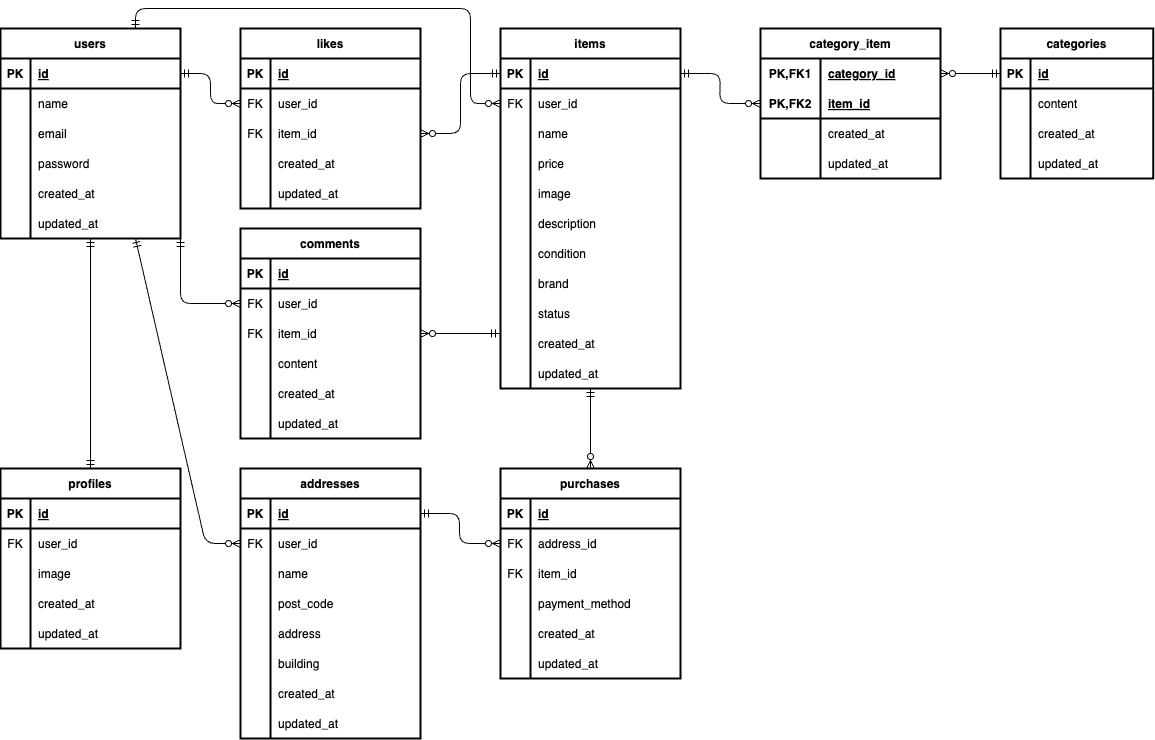 users
PK id
name
email
password
created_at
updated_at
likes
PK id
FK user_id
FK item_id
created_at
updated_at
items
PK id
FK user_id
name
price
image
description
condition
brand
status
created_at
updated_at
category_item
PK,FK1 category_id
PK,FK2 item_id
created_at
updated_at
categories
PK id
content
created_at
updated_at
comments
PK id
FK user_id
FK item_id
content
created_at
updated_at
profiles
PK id
FK user_id
image
created_at
updated_at
addresses
PK id
FK user_id
name
post_code
address
building
created_at
updated_at
purchases
PK id
FK address_id
FK item_id
payment_method
created_at
updated_at